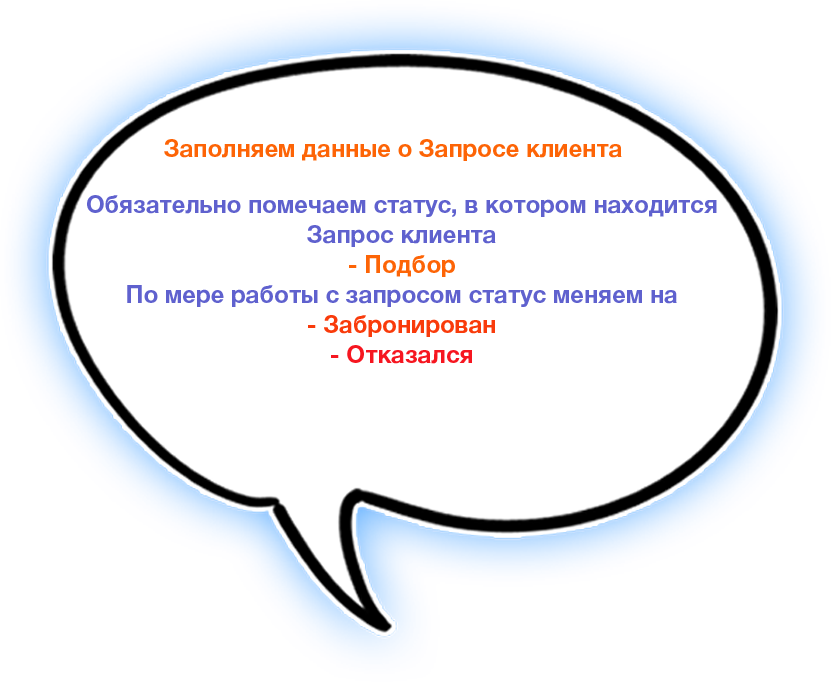 Заполняем данные о Запросе клиента
Обязательно помечаем статус, в котором находится
Запрос клиента
- Подбор
По мере работы с запросом статус меняем на
- Забронирован
- Отказался